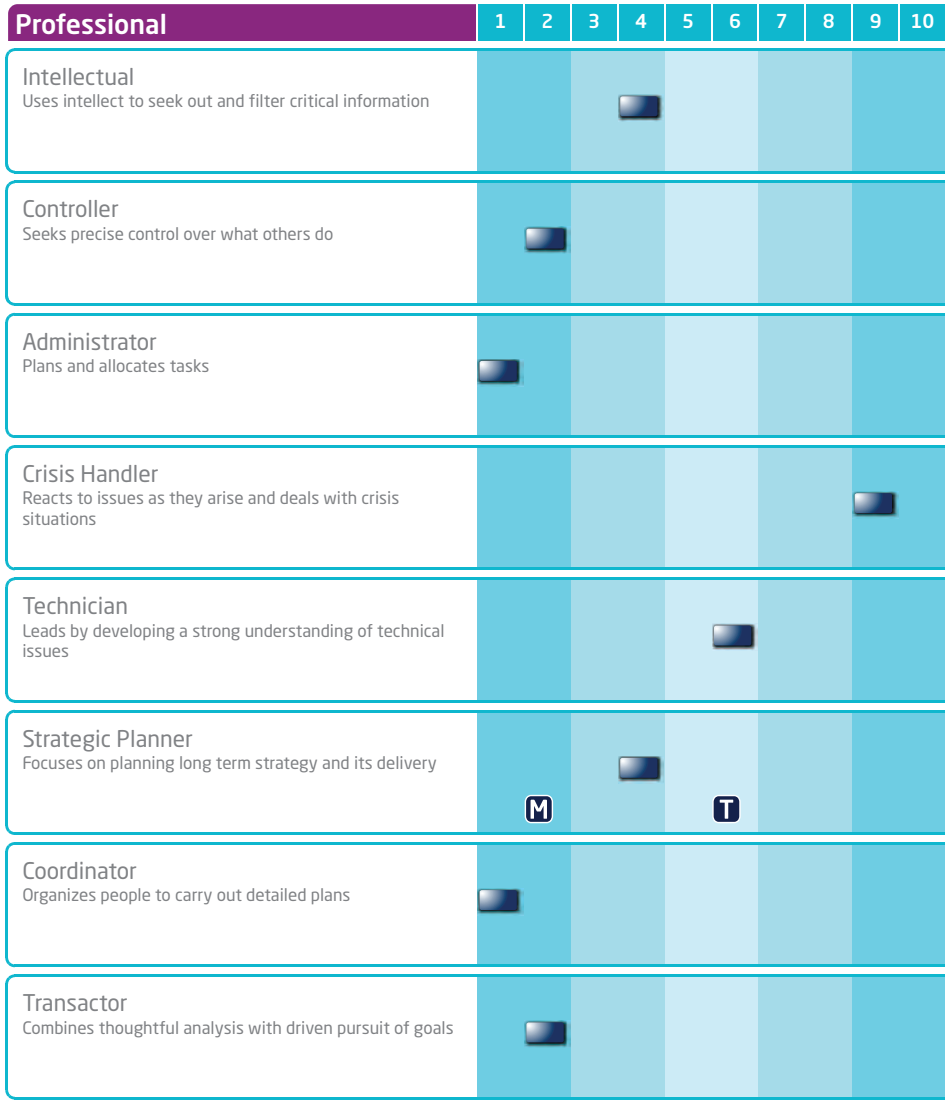 Professional 1 2 3 4 5 6 7 8 9 10
Intellectual
Uses intellect to seek out and filter critical information
Controller
Seeks precise control over what others do
Administrator
Plans and allocates tasks
Crisis Handler
Reacts to issues as they arise and deals with crisis
situations
Technician
Leads by developing a strong understanding of technical
issues
Strategic Planner
Focuses on planning long term strategy and its delivery
M T
Coordinator
Organizes people to carry out detailed plans
Transactor
Combines thoughtful analysis with driven pursuit of goals